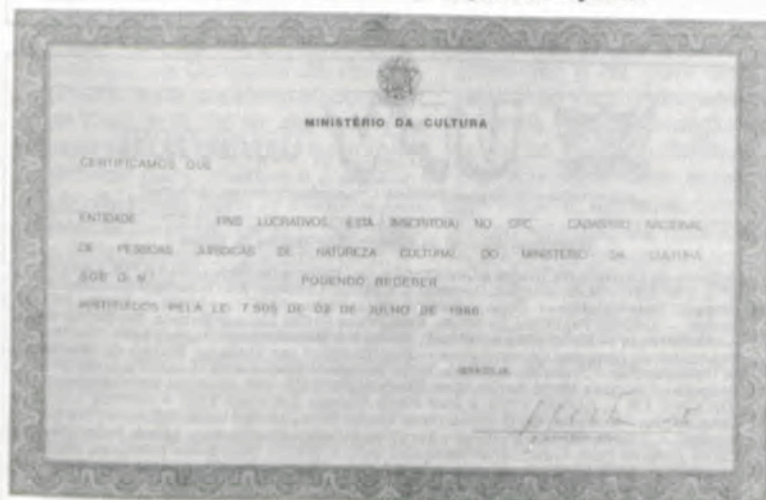 MINISTÉRIO DA CULTURA
CERTIFICAMOS QUE
ENTIDADE FINS LUCRATIVOS, ESTÁ INSCRITO(A) NO CPC - CADASTRO NACIONAL
DE PESSOAS JURÍDICAS DE NATUREZA CULTURAL DO MINISTÉRIO DA CULTURA
SOB O N.º PODENDO RECEBER
INSTITUÍDOS PELA LEI 7.505 DE 02 DE JULHO DE 1986
BRASÍLIA